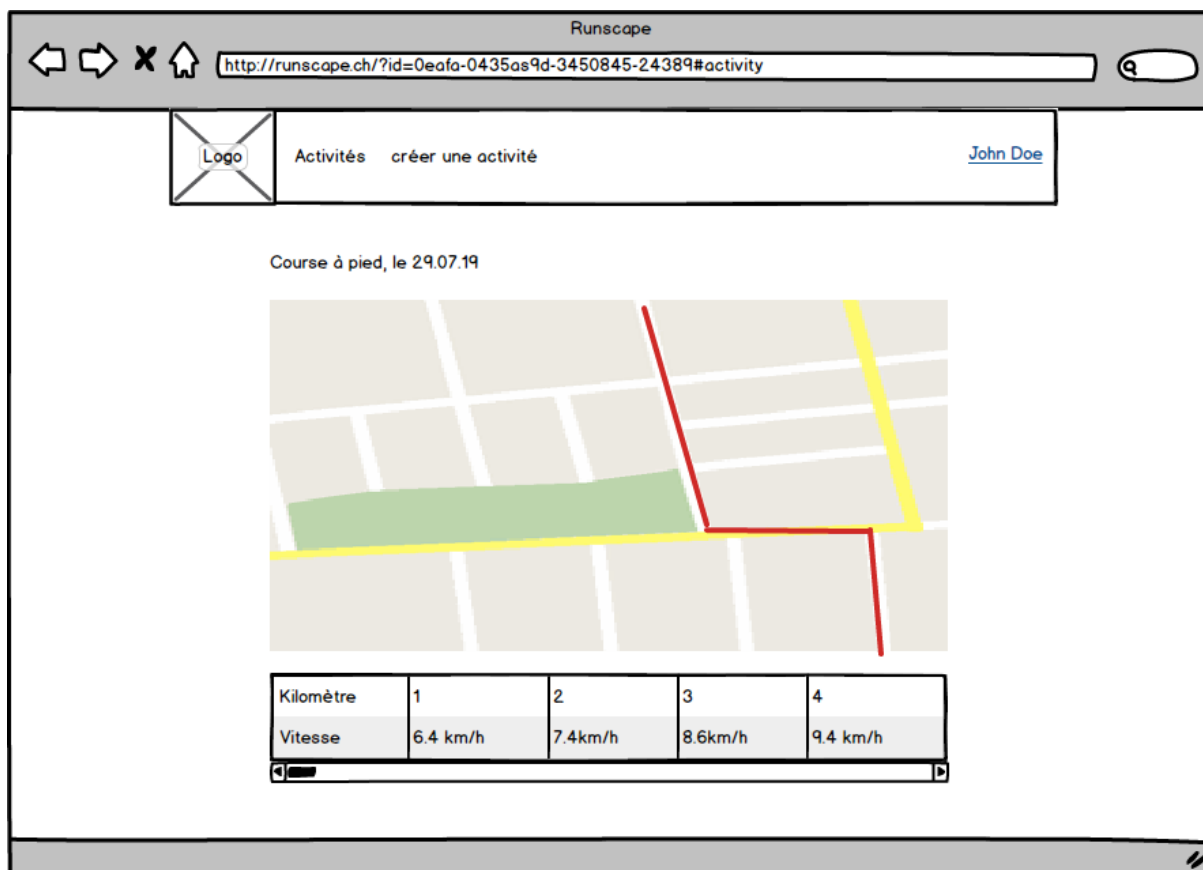 Runscape
http://runscape.ch/?id=0eafa-0435as9d-3450845-24389#activity
Logo Activités créer une activité John Doe
Course à pied, le 29.07.19
Kilomètre 1 2 3 4
Vitesse 6.4 km/h 7.4km/h 8.6km/h 9.4 km/h